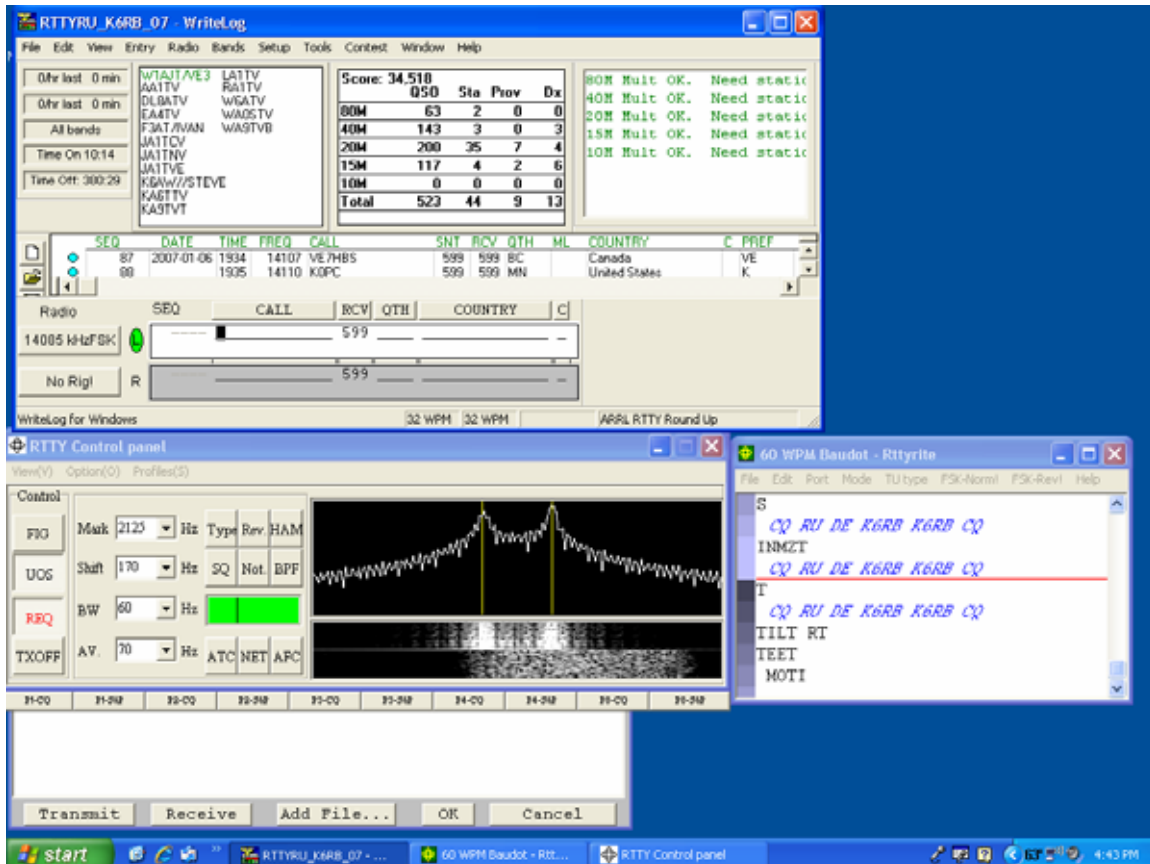 RTTYRU_K6RB_07 - WriteLog
File Edit View Entry Radio Bands Setup Tools Contest Window Help
0/hr last 0 min
0/hr last 0 min
All bands
Time On 10:14
Time Off: 300:29
W1AJT/VE3 LA1TV
AA1TV RA1TV
DL8ATV W6ATV
EA4TV WA0STV
F3AT/IVAN WA9TVB
JA1TCV
JA1TNV
JA1TVE
K6AW//STEVE
KA6TTV
KA9TVT
Score: 34,518
QSO Sta Prov Dx
80M 63 2 0 0
40M 143 3 0 3
20M 200 35 7 4
15M 117 4 2 6
10M 0 0 0 0
Total 523 44 9 13
80M Mult OK. Need static
40M Mult OK. Need static
20M Mult OK. Need static
15M Mult OK. Need static
10M Mult OK. Need static
SEQ DATE TIME FREQ CALL SNT RCV QTH ML COUNTRY C PREF
87 2007-01-06 1934 14107 VE7HBS 599 599 BC Canada VE
88 1935 14110 K0PC 599 599 MN United States K
Radio SEQ CALL RCV QTH COUNTRY C
14085 kHzFSK L 599
No Rig! R 599
WriteLog for Windows 32 WPM 32 WPM ARRL RTTY Round Up
RTTY Control panel
View(V) Option(O) Profiles(S)
Control
FIG
UOS
REQ
TXOFF
Mark 2125 Hz Type Rev. HAM
Shift 170 Hz SQ Not. BPF
BW 60 Hz
AV. 70 Hz ATC NET AFC
60 WPM Baudot - Rttyrite
File Edit Port Mode TU type FSK-Norm! FSK-Rev! Help
S
CQ RU DE K6RB K6RB CQ
INMZT
CQ RU DE K6RB K6RB CQ
T
CQ RU DE K6RB K6RB CQ
TILT RT
TEET
MOTI
Transmit Receive Add File... OK Cancel
start RTTYRU_K6RB_07 - ... 60 WPM Baudot - Rtt... RTTY Control panel 4:43 PM